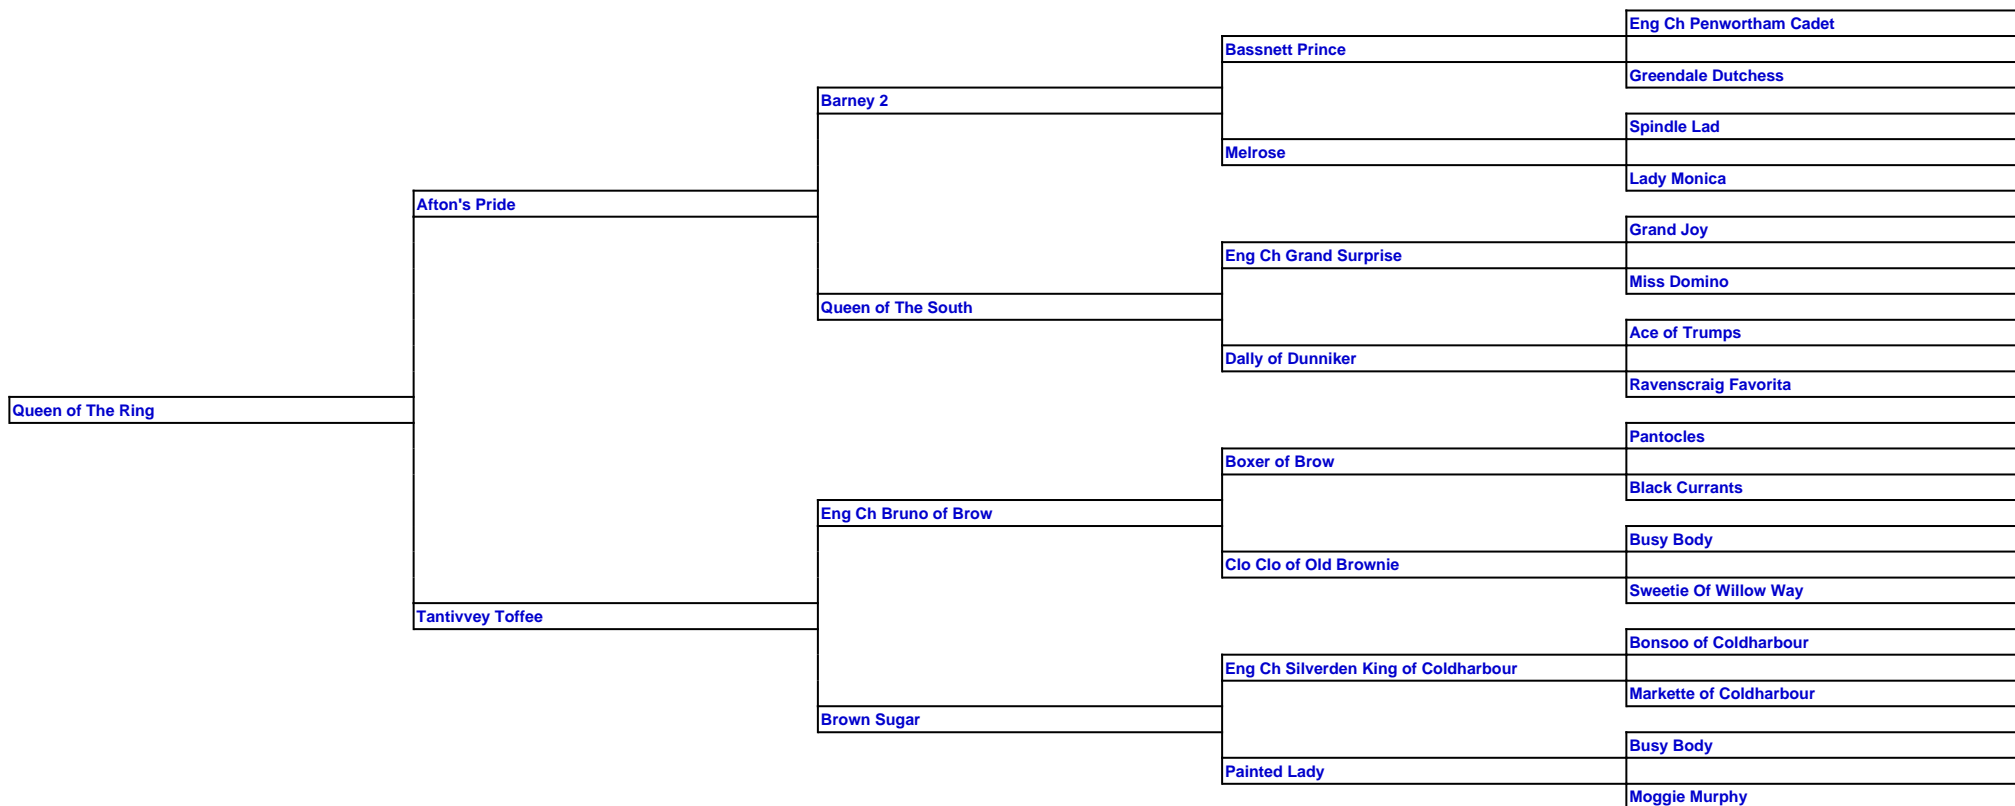 Eng Ch Penwortham Cadet
Bassnett Prince
Greendale Dutchess
Barney 2
Spindle Lad
Melrose
Lady Monica
Afton's Pride
Grand Joy
Eng Ch Grand Surprise
Miss Domino
Queen of The South
Ace of Trumps
Dally of Dunniker
Ravenscraig Favorita
Queen of The Ring
Pantocles
Boxer of Brow
Black Currants
Eng Ch Bruno of Brow
Busy Body
Clo Clo of Old Brownie
Sweetie Of Willow Way
Tantivvey Toffee
Bonsoo of Coldharbour
Eng Ch Silverden King of Coldharbour
Markette of Coldharbour
Brown Sugar
Busy Body
Painted Lady
Moggie Murphy